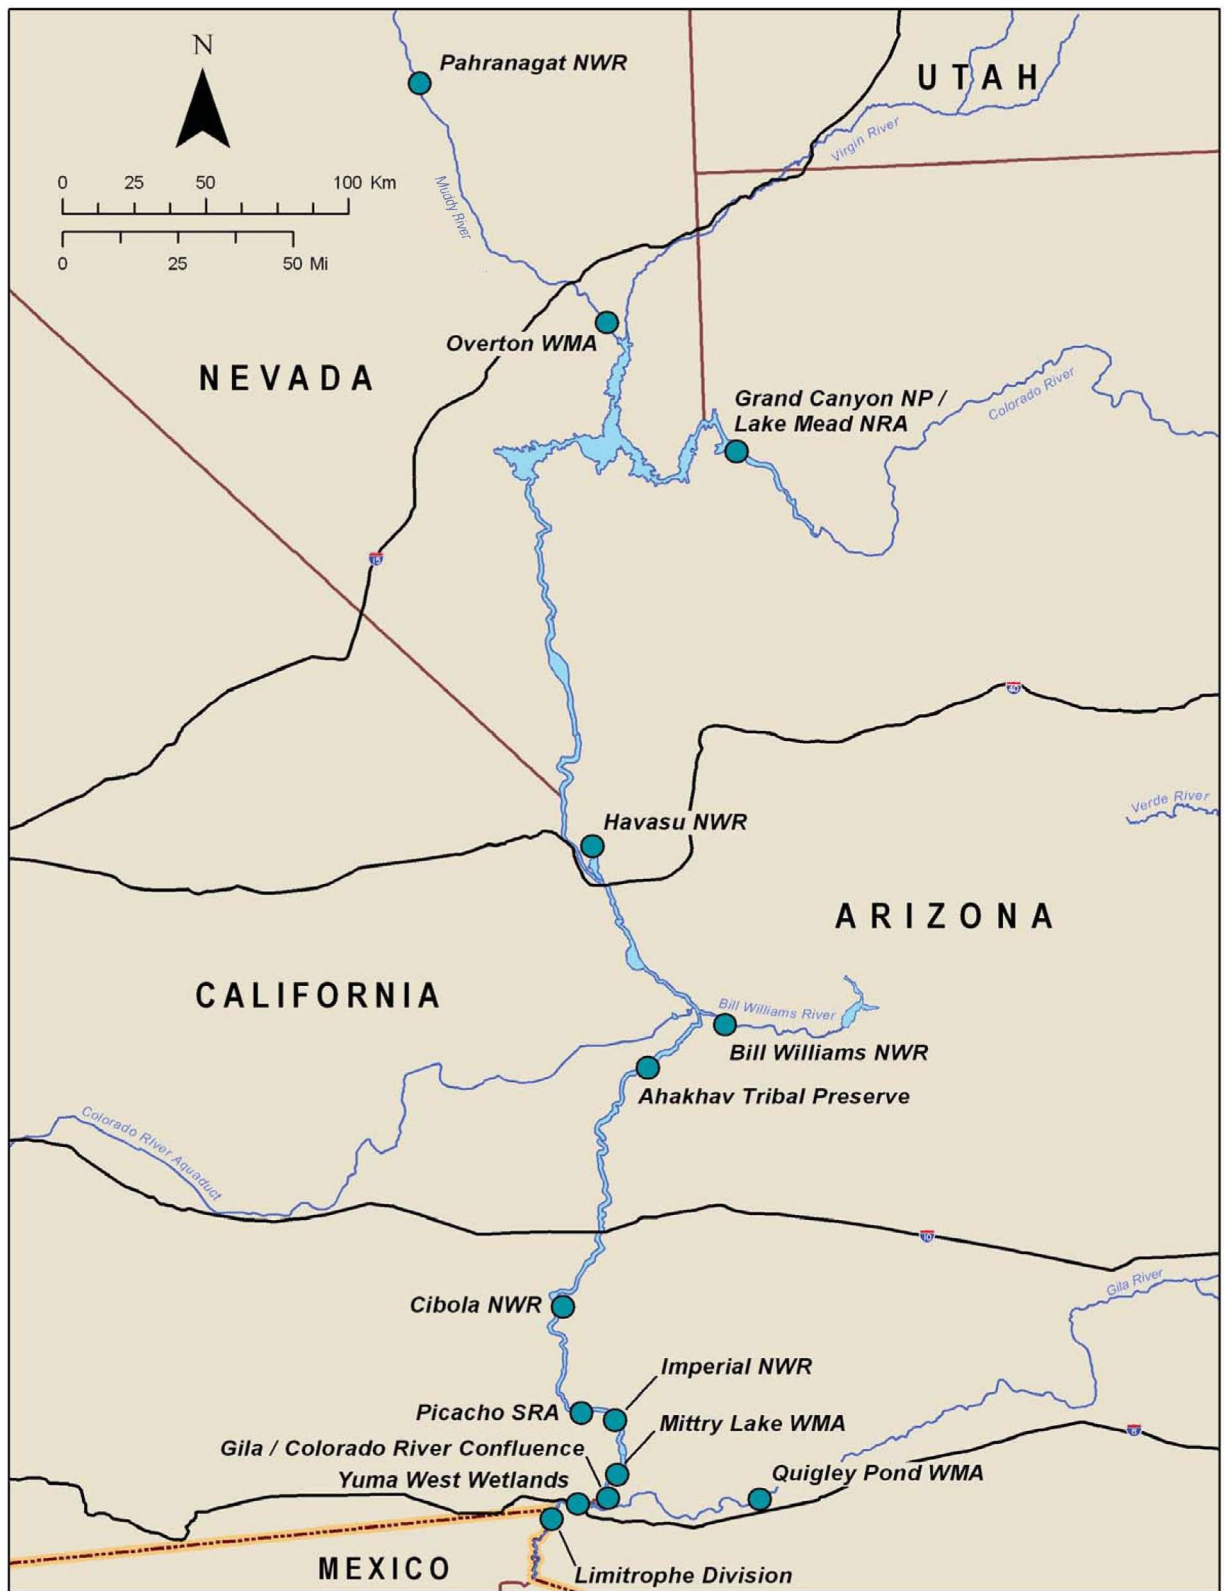 N
Pahranagat NWR
UTAH
Virgin River
0 25 50 100 Km
0 25 50 Mi
Muddy River
Overton WMA
NEVADA
Grand Canyon NP /
Lake Mead NRA
Colorado River
15
40
Verde River
Havasu NWR
ARIZONA
CALIFORNIA
Bill Williams River
Bill Williams NWR
Ahakhav Tribal Preserve
Colorado River Aquaduct
10
Gila River
Cibola NWR
Imperial NWR
Picacho SRA
Mittry Lake WMA
8
Gila / Colorado River Confluence
Yuma West Wetlands
Quigley Pond WMA
MEXICO
Limitrophe Division